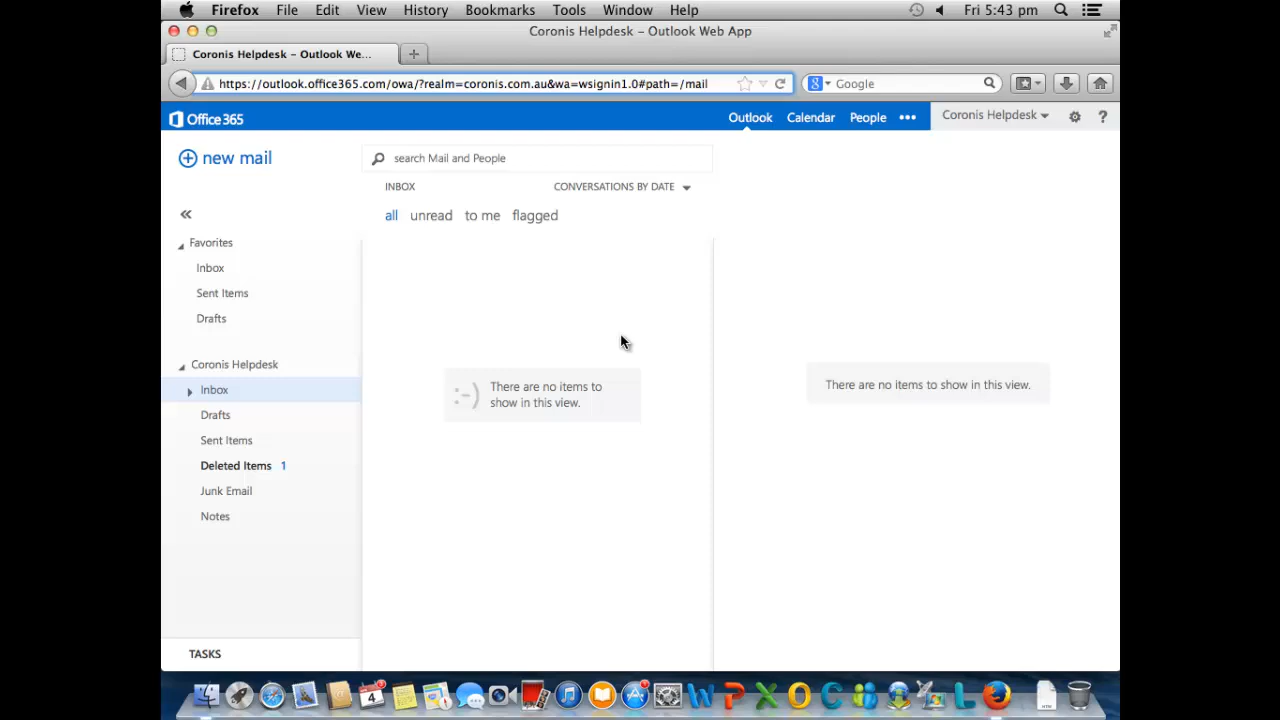 Firefox File Edit View History Bookmarks Tools Window Help Fri 5:43 pm
Coronis Helpdesk – Outlook Web App
Coronis Helpdesk – Outlook We...
https://outlook.office365.com/owa/?realm=coronis.com.au&wa=wsignin1.0#path=/mail Google
Office 365 Outlook Calendar People ••• Coronis Helpdesk ?
new mail search Mail and People
INBOX CONVERSATIONS BY DATE
all unread to me flagged
Favorites
Inbox
Sent Items
Drafts
Coronis Helpdesk
Inbox
Drafts
Sent Items
Deleted Items 1
Junk Email
Notes
TASKS
:-) There are no items to
show in this view.
There are no items to show in this view.